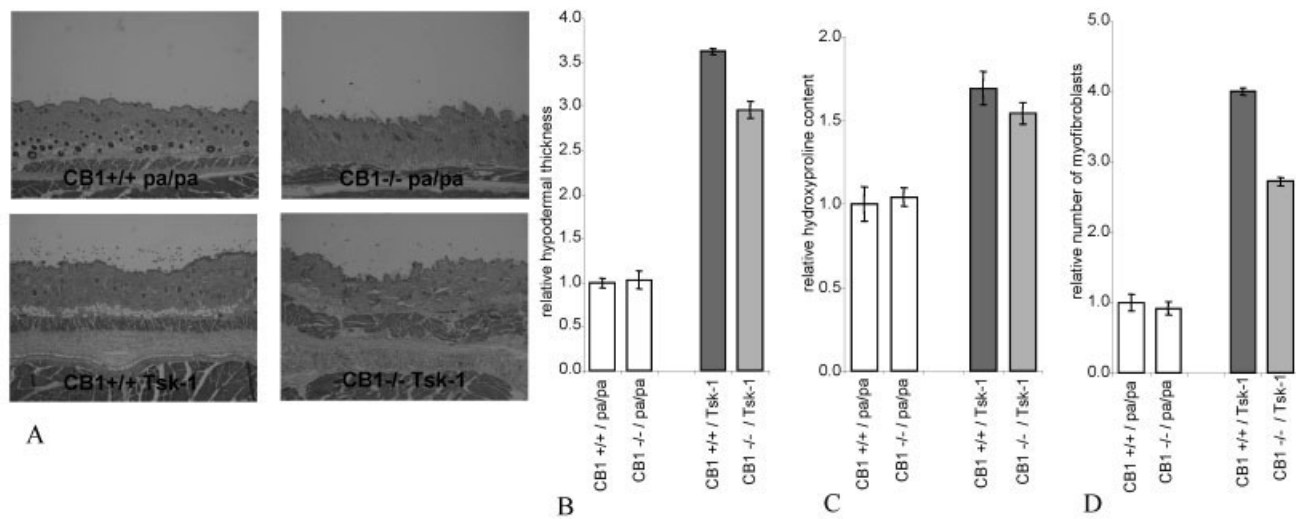 CB1+/+ pa/pa
CB1-/- pa/pa
CB1+/+ Tsk-1
CB1-/- Tsk-1
A
relative hypodermal thickness
4.0
3.5
3.0
2.5
2.0
1.5
1.0
0.5
0.0
CB1 +/+ / pa/pa
CB1 -/- / pa/pa
CB1 +/+ / Tsk-1
CB1 -/- / Tsk-1
B
relative hydroxyproline content
2.0
1.5
1.0
0.5
0.0
CB1 +/+ / pa/pa
CB1 -/- / pa/pa
CB1 +/+ / Tsk-1
CB1 -/- / Tsk-1
C
relative number of myofibroblasts
5.0
4.0
3.0
2.0
1.0
0.0
CB1 +/+ / pa/pa
CB1 -/- / pa/pa
CB1 +/+ / Tsk-1
CB1 -/- / Tsk-1
D